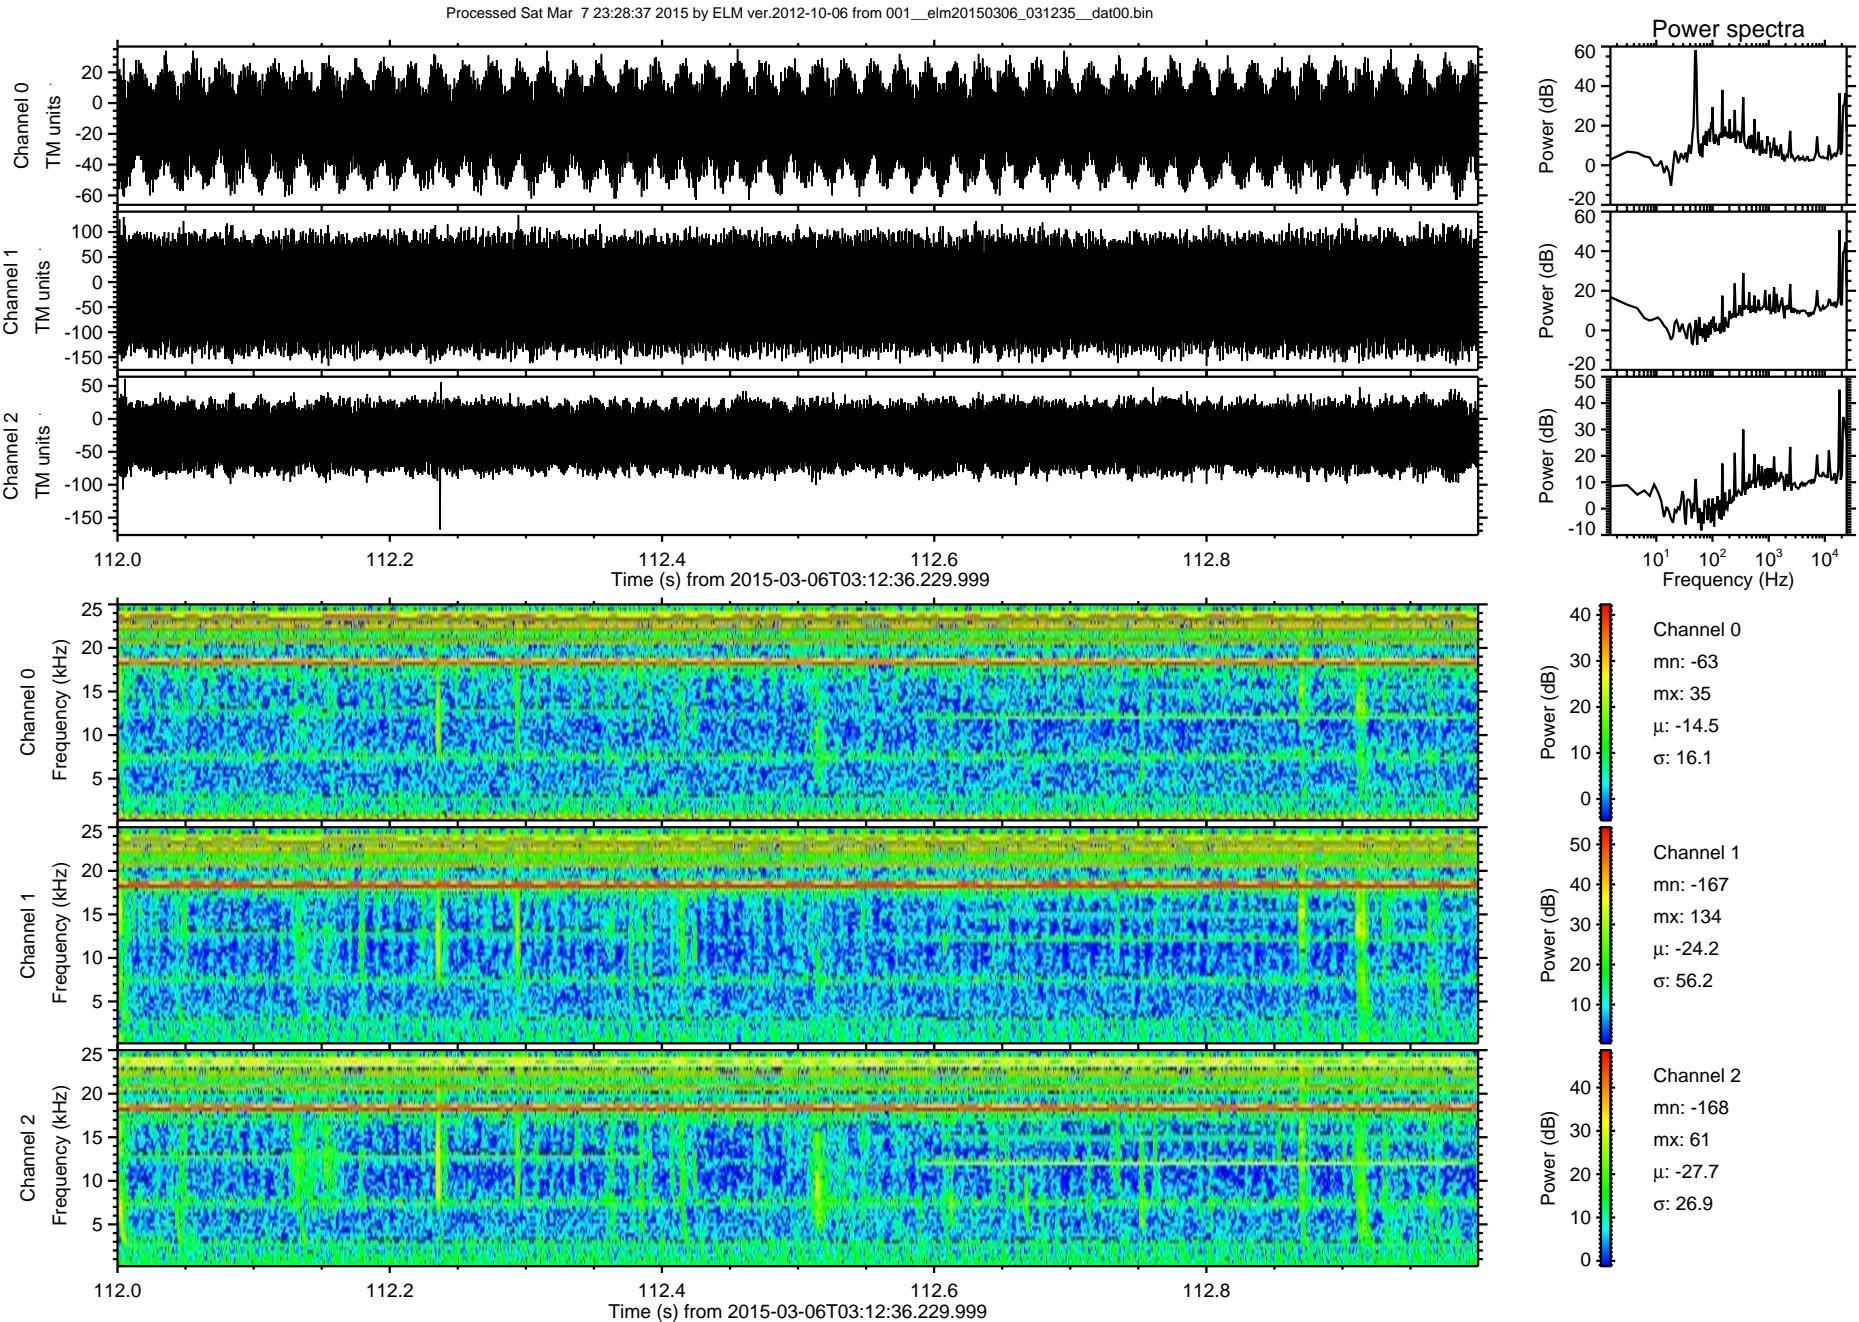 Processed Sat Mar  7 23:28:37 2015 by ELM ver.2012-10-06 from 001__elm20150306_031235__dat00.bin
Power spectra
Channel 0
TM units
20
0
-20
-40
-60
Power (dB)
60
40
20
0
-20
Channel 1
TM units
100
50
0
-50
-100
-150
Power (dB)
60
40
20
0
-20
Channel 2
TM units
50
0
-50
-100
-150
Power (dB)
50
40
30
20
10
0
-10
112.0 112.2 112.4 112.6 112.8
Time (s) from 2015-03-06T03:12:36.229.999
10¹ 10² 10³ 10⁴
Frequency (Hz)
Channel 0
Frequency (kHz)
25
20
15
10
5
Power (dB)
40
30
20
10
0
Channel 0
mn: -63
mx: 35
μ: -14.5
σ: 16.1
Channel 1
Frequency (kHz)
25
20
15
10
5
Power (dB)
50
40
30
20
10
Channel 1
mn: -167
mx: 134
μ: -24.2
σ: 56.2
Channel 2
Frequency (kHz)
25
20
15
10
5
Power (dB)
40
30
20
10
0
Channel 2
mn: -168
mx: 61
μ: -27.7
σ: 26.9
112.0 112.2 112.4 112.6 112.8
Time (s) from 2015-03-06T03:12:36.229.999